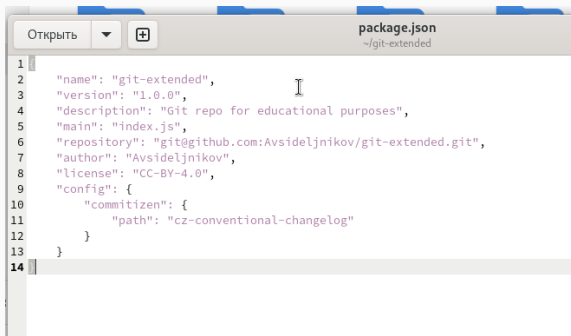 Открыть
package.json
~/git-extended
1 {
2 "name": "git-extended",
3 "version": "1.0.0",
4 "description": "Git repo for educational purposes",
5 "main": "index.js",
6 "repository": "git@github.com:Avsideljnikov/git-extended.git",
7 "author": "Avsideljnikov",
8 "license": "CC-BY-4.0",
9 "config": {
10 "commitizen": {
11 "path": "cz-conventional-changelog"
12 }
13 }
14 }